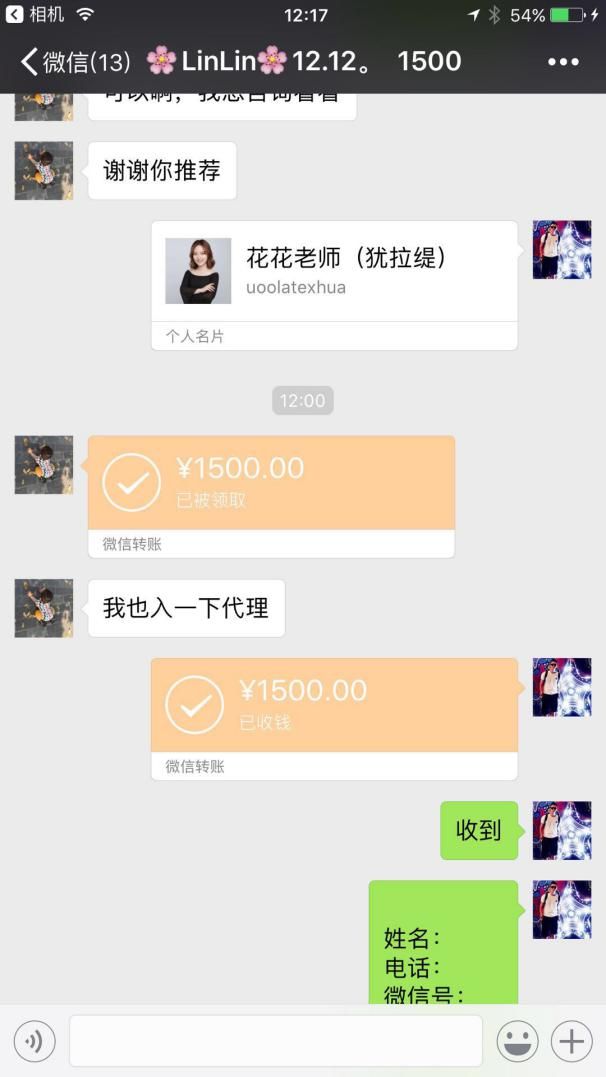 相机
12:17
54%
微信(13)
🌸LinLin🌸12.12。 1500
谢谢你推荐
花花老师（犹拉缇）
uoolatexhua
个人名片
12:00
¥1500.00
已被领取
微信转账
我也入一下代理
¥1500.00
已收钱
微信转账
收到
姓名：
电话：
微信号：